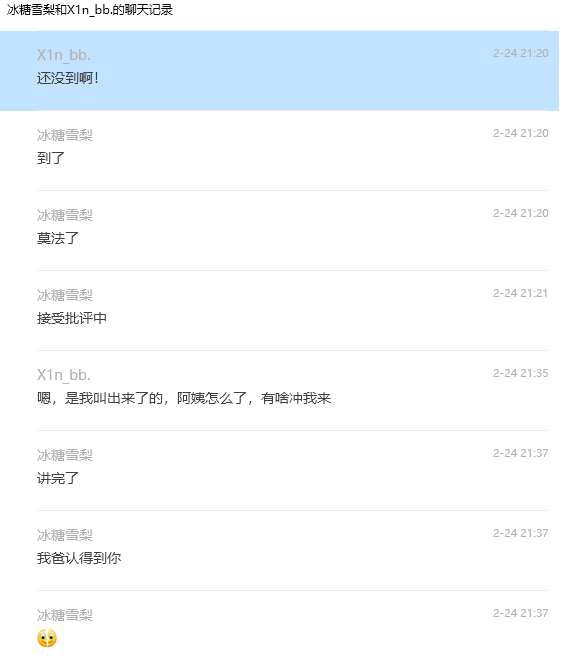 冰糖雪梨和X1n_bb.的聊天记录
X1n_bb. 2-24 21:20
还没到啊！
冰糖雪梨 2-24 21:20
到了
冰糖雪梨 2-24 21:20
莫法了
冰糖雪梨 2-24 21:21
接受批评中
X1n_bb. 2-24 21:35
嗯，是我叫出来了的，阿姨怎么了，有啥冲我来
冰糖雪梨 2-24 21:37
讲完了
冰糖雪梨 2-24 21:37
我爸认得到你
冰糖雪梨 2-24 21:37